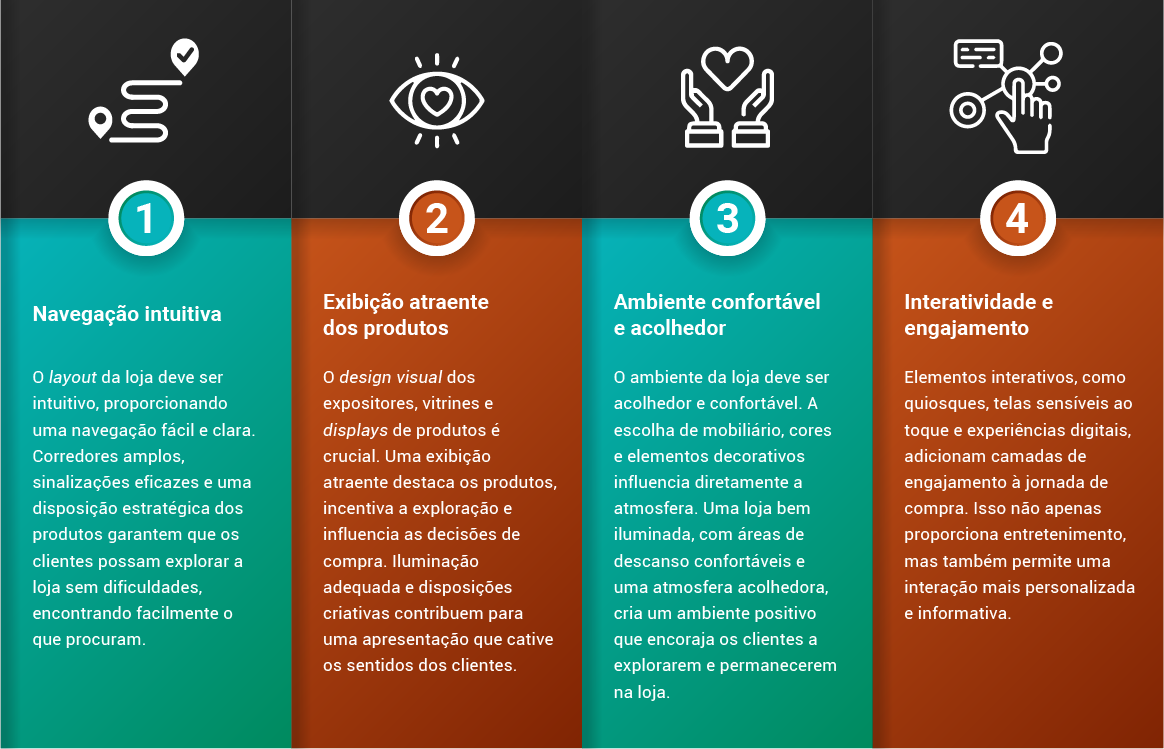 1
Navegação intuitiva
O layout da loja deve ser
intuitivo, proporcionando
uma navegação fácil e clara.
Corredores amplos,
sinalizações eficazes e uma
disposição estratégica dos
produtos garantem que os
clientes possam explorar a
loja sem dificuldades,
encontrando facilmente o
que procuram.
2
Exibição atraente
dos produtos
O design visual dos
expositores, vitrines e
displays de produtos é
crucial. Uma exibição
atraente destaca os produtos,
incentiva a exploração e
influencia as decisões de
compra. Iluminação
adequada e disposições
criativas contribuem para
uma apresentação que cative
os sentidos dos clientes.
3
Ambiente confortável
e acolhedor
O ambiente da loja deve ser
acolhedor e confortável. A
escolha de mobiliário, cores
e elementos decorativos
influencia diretamente a
atmosfera. Uma loja bem
iluminada, com áreas de
descanso confortáveis e
uma atmosfera acolhedora,
cria um ambiente positivo
que encoraja os clientes a
explorarem e permanecerem
na loja.
4
Interatividade e
engajamento
Elementos interativos, como
quiosques, telas sensíveis ao
toque e experiências digitais,
adicionam camadas de
engajamento à jornada de
compra. Isso não apenas
proporciona entretenimento,
mas também permite uma
interação mais personalizada
e informativa.